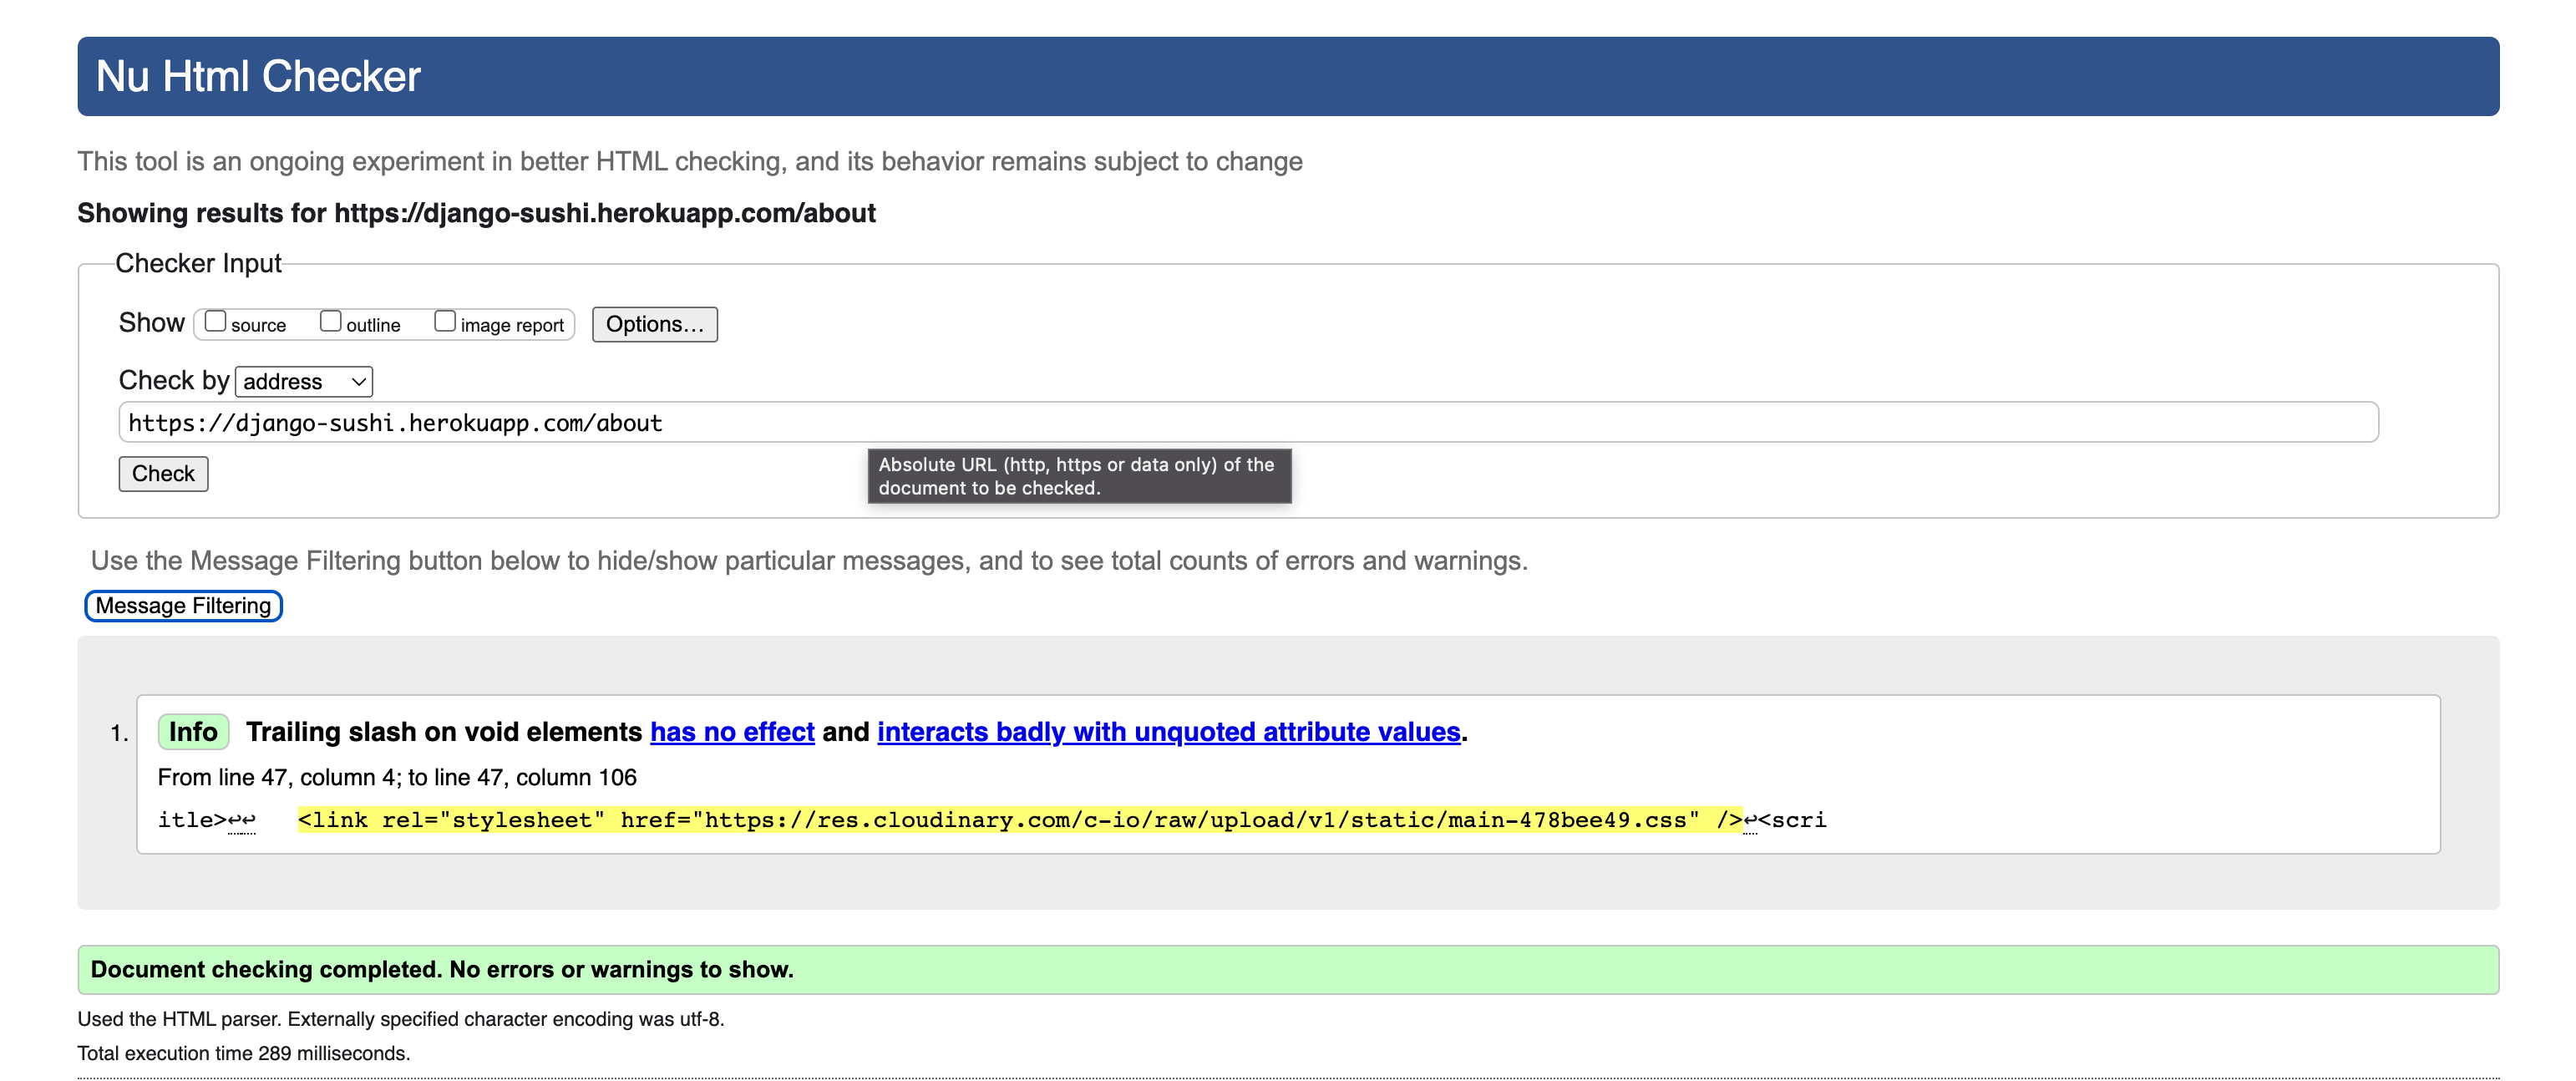 Nu Html Checker
This tool is an ongoing experiment in better HTML checking, and its behavior remains subject to change
Showing results for https://django-sushi.herokuapp.com/about
Checker Input
Show source outline image report Options...
Check by address
https://django-sushi.herokuapp.com/about
Check
Absolute URL (http, https or data only) of the
document to be checked.
Use the Message Filtering button below to hide/show particular messages, and to see total counts of errors and warnings.
Message Filtering
1. Info Trailing slash on void elements has no effect and interacts badly with unquoted attribute values.
From line 47, column 4; to line 47, column 106
itle>↩↩ <link rel="stylesheet" href="https://res.cloudinary.com/c-io/raw/upload/v1/static/main-478bee49.css" />↩<scri
Document checking completed. No errors or warnings to show.
Used the HTML parser. Externally specified character encoding was utf-8.
Total execution time 289 milliseconds.